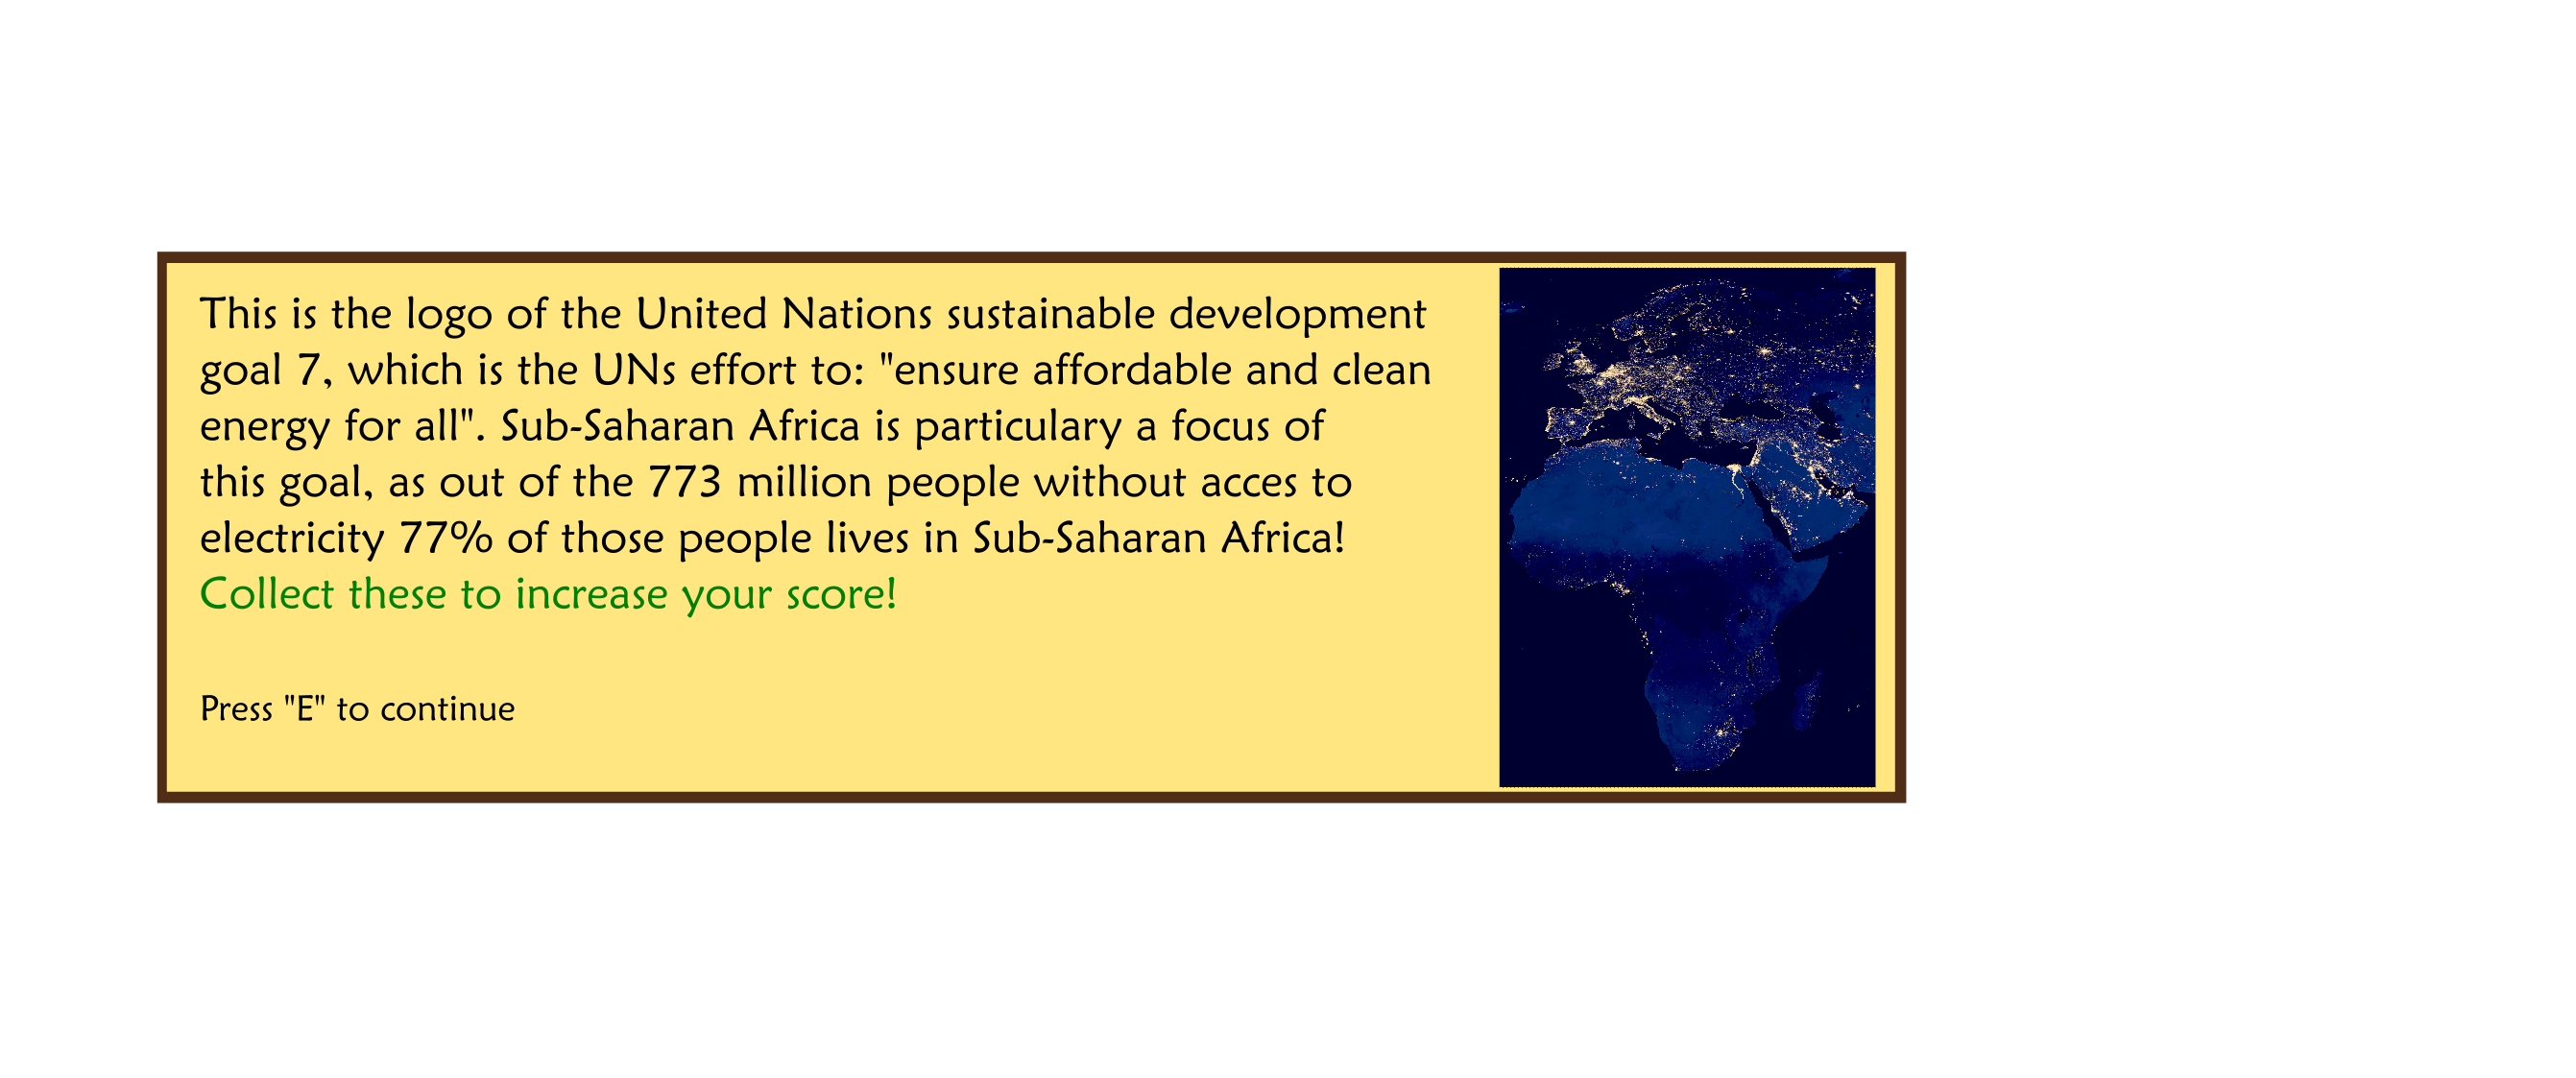 This is the logo of the United Nations sustainable development
goal 7, which is the UNs effort to: "ensure affordable and clean
energy for all". Sub-Saharan Africa is particulary a focus of
this goal, as out of the 773 million people without acces to
electricity 77% of those people lives in Sub-Saharan Africa!
Collect these to increase your score!
Press "E" to continue